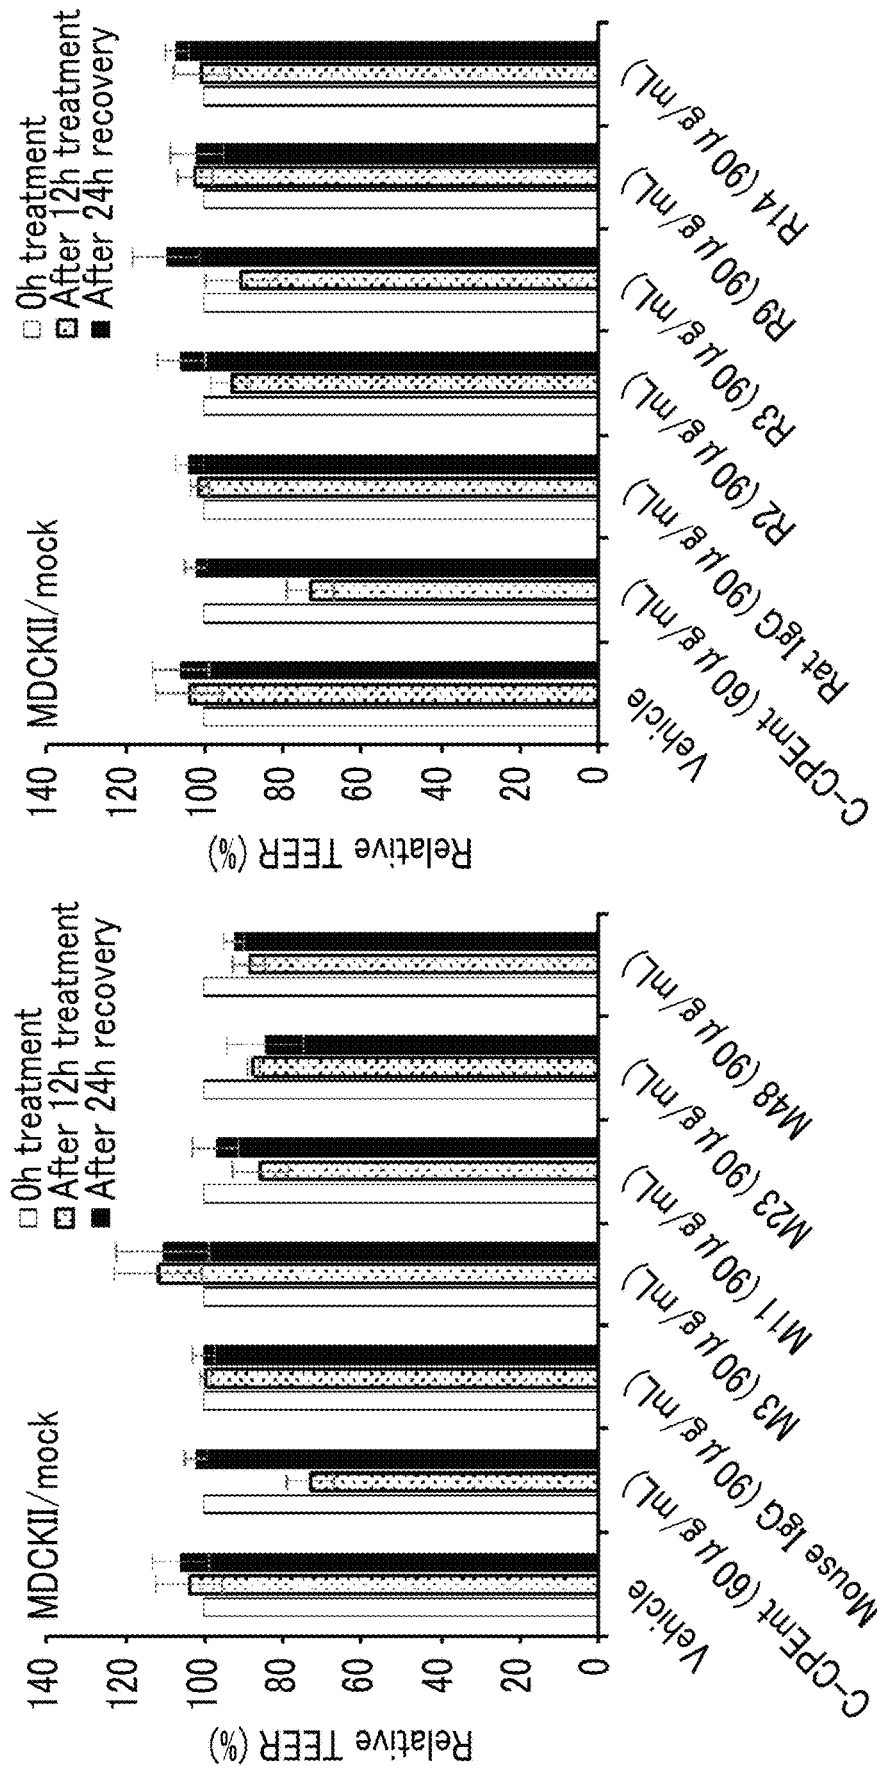 MDCKII/mock
0h treatment
After 12h treatment
After 24h recovery
Relative TEER (%)
140
120
100
80
60
40
20
0
Vehicle
C-CPEmt (60 μg/mL)
Mouse IgG (90 μg/mL)
M3 (90 μg/mL)
M11 (90 μg/mL)
M23 (90 μg/mL)
M48 (90 μg/mL)
MDCKII/mock
0h treatment
After 12h treatment
After 24h recovery
Relative TEER (%)
140
120
100
80
60
40
20
0
Vehicle
C-CPEmt (60 μg/mL)
Rat IgG (90 μg/mL)
R2 (90 μg/mL)
R3 (90 μg/mL)
R9 (90 μg/mL)
R14 (90 μg/mL)